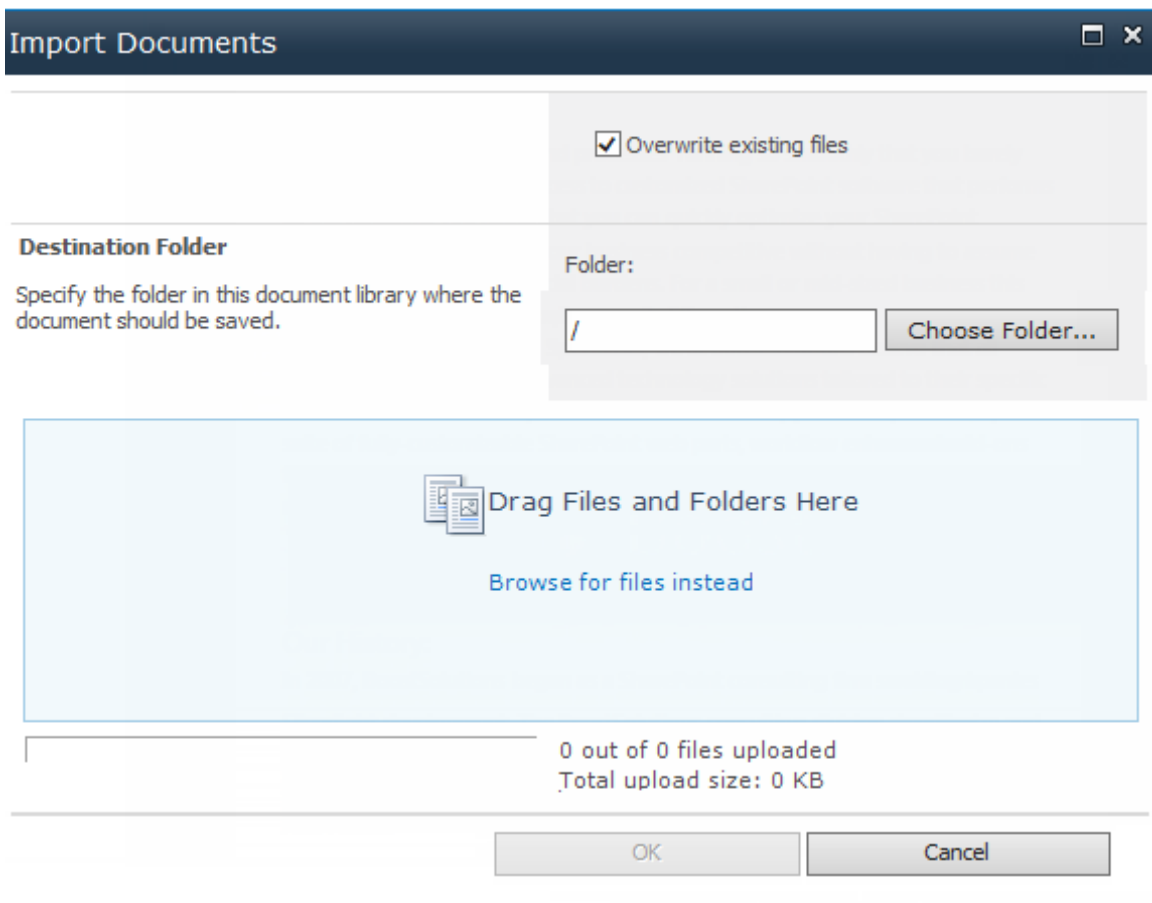 Import Documents
Overwrite existing files
Destination Folder
Folder:
Specify the folder in this document library where the
document should be saved.
/
Choose Folder...
Drag Files and Folders Here
Browse for files instead
0 out of 0 files uploaded
Total upload size: 0 KB
OK
Cancel